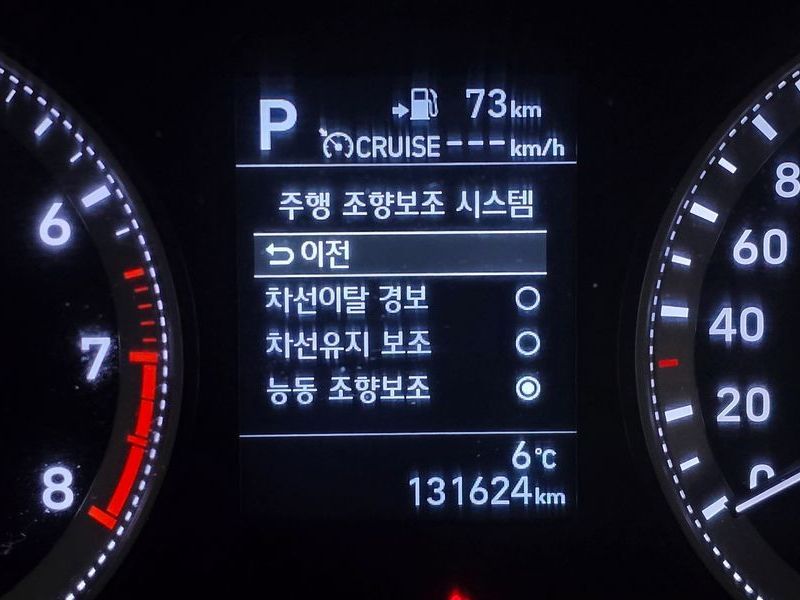 P
73km
CRUISE ---km/h
주행 조향보조 시스템
이전
차선이탈 경보
차선유지 보조
능동 조향보조
6℃
131624km
6
7
8
8
60
40
20
0